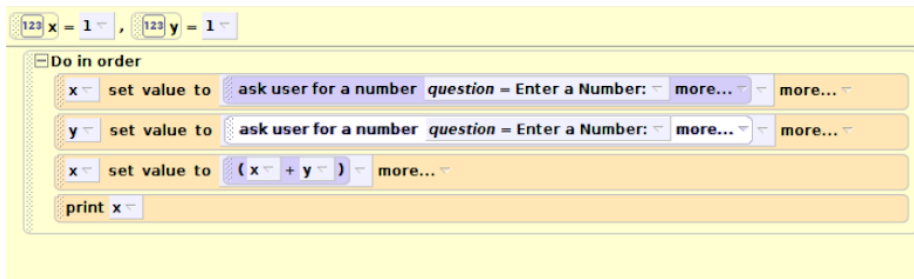 123 x = 1 , 123 y = 1
Do in order
x set value to ask user for a number question = Enter a Number: more... more...
y set value to ask user for a number question = Enter a Number: more... more...
x set value to ( x + y ) more...
print x